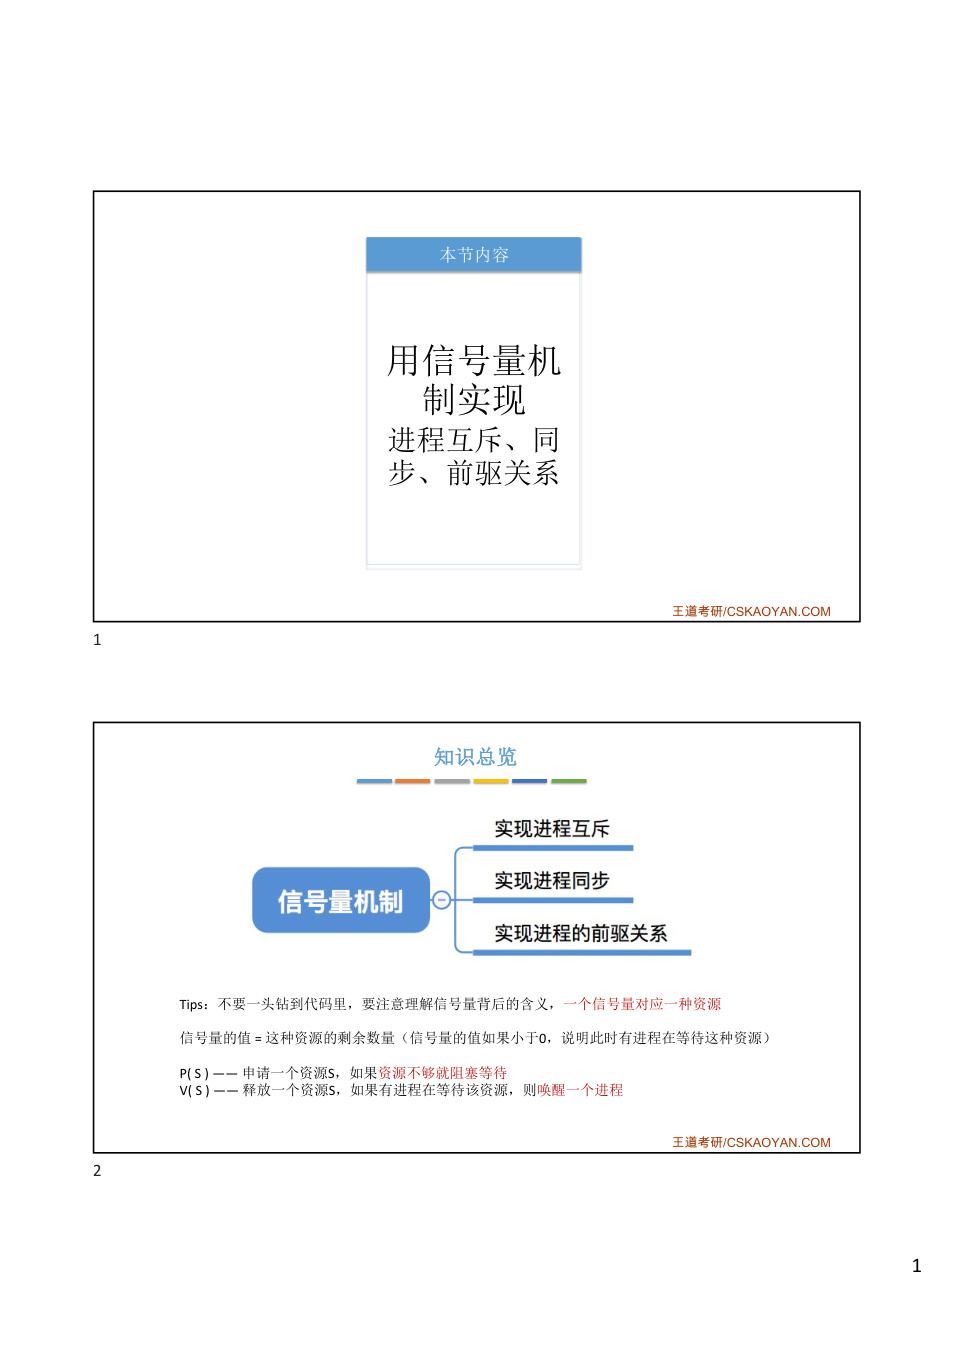 本节内容
用信号量机
制实现
进程互斥、同
步、前驱关系
王道考研/CSKAOYAN.COM
1
知识总览
信号量机制
实现进程互斥
实现进程同步
实现进程的前驱关系
Tips：不要一头钻到代码里，要注意理解信号量背后的含义，一个信号量对应一种资源
信号量的值 = 这种资源的剩余数量（信号量的值如果小于0，说明此时有进程在等待这种资源）
P( S ) —— 申请一个资源S，如果资源不够就阻塞等待
V( S ) —— 释放一个资源S，如果有进程在等待该资源，则唤醒一个进程
王道考研/CSKAOYAN.COM
2
1